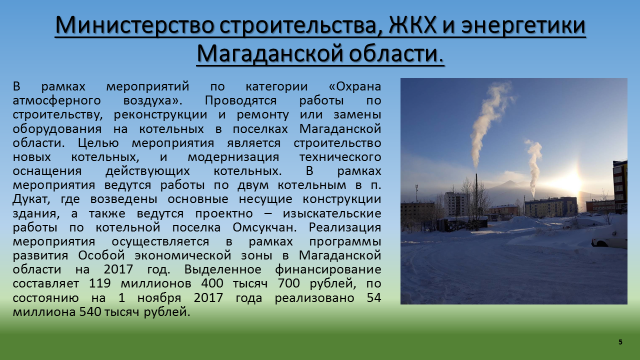 Министерство строительства, ЖКХ и энергетики
Магаданской области.
В рамках мероприятий по категории «Охрана
атмосферного воздуха». Проводятся работы по
строительству, реконструкции и ремонту или замены
оборудования на котельных в поселках Магаданской
области. Целью мероприятия является строительство
новых котельных, и модернизация технического
оснащения действующих котельных. В рамках
мероприятия ведутся работы по двум котельным в п.
Дукат, где возведены основные несущие конструкции
здания, а также ведутся проектно – изыскательские
работы по котельной поселка Омсукчан. Реализация
мероприятия осуществляется в рамках программы
развития Особой экономической зоны в Магаданской
области на 2017 год. Выделенное финансирование
составляет 119 миллионов 400 тысяч 700 рублей, по
состоянию на 1 ноября 2017 года реализовано 54
миллиона 540 тысяч рублей.
5